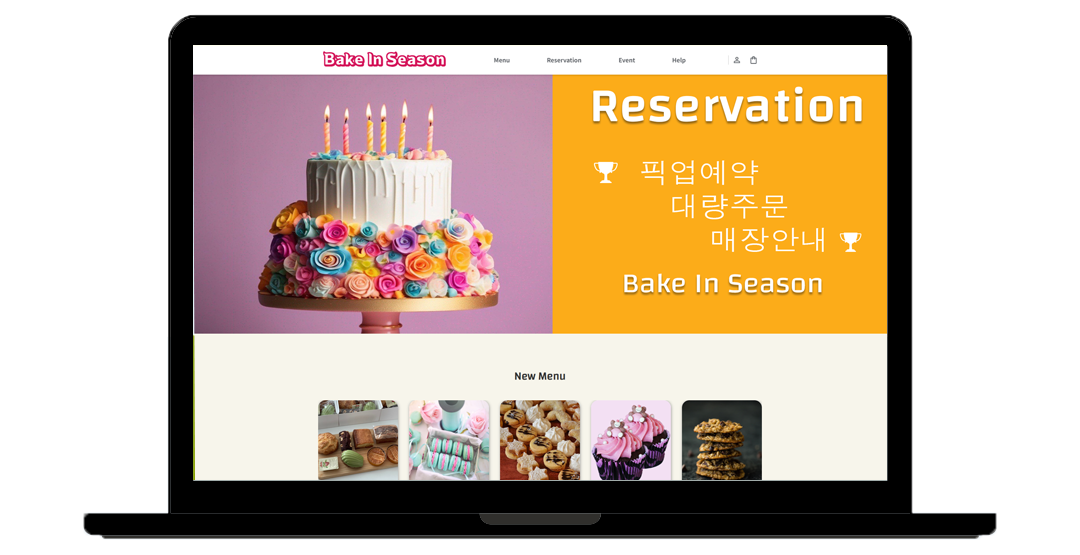 Bake In Season
Menu
Reservation
Event
Help
Reservation
픽업예약
대량주문
매장안내
Bake In Season
New Menu